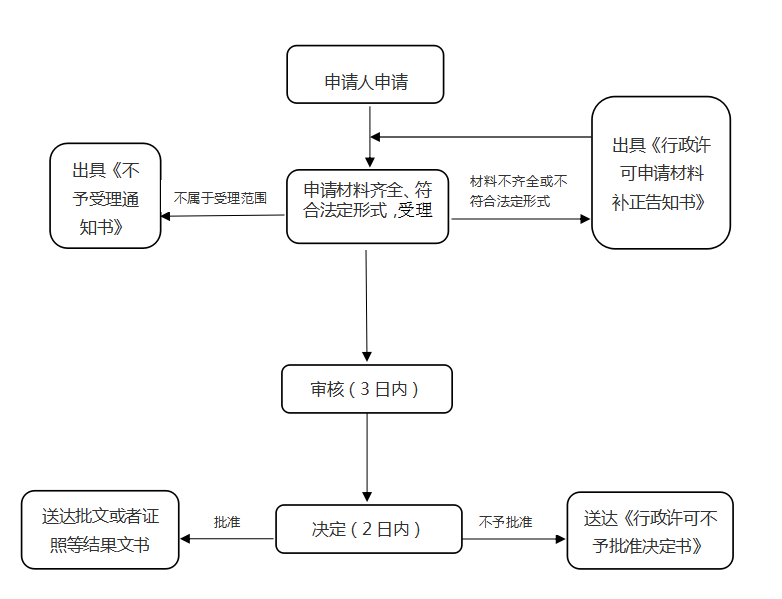 申请人申请
出具《不
予受理通
知书》
不属于受理范围
申请材料齐全、符
合法定形式，受理
材料不齐全或不
符合法定形式
出具《行政许
可申请材料
补正告知书》
审核（3日内）
送达批文或者证
照等结果文书
批准
决定（2日内）
不予批准
送达《行政许可不
予批准决定书》